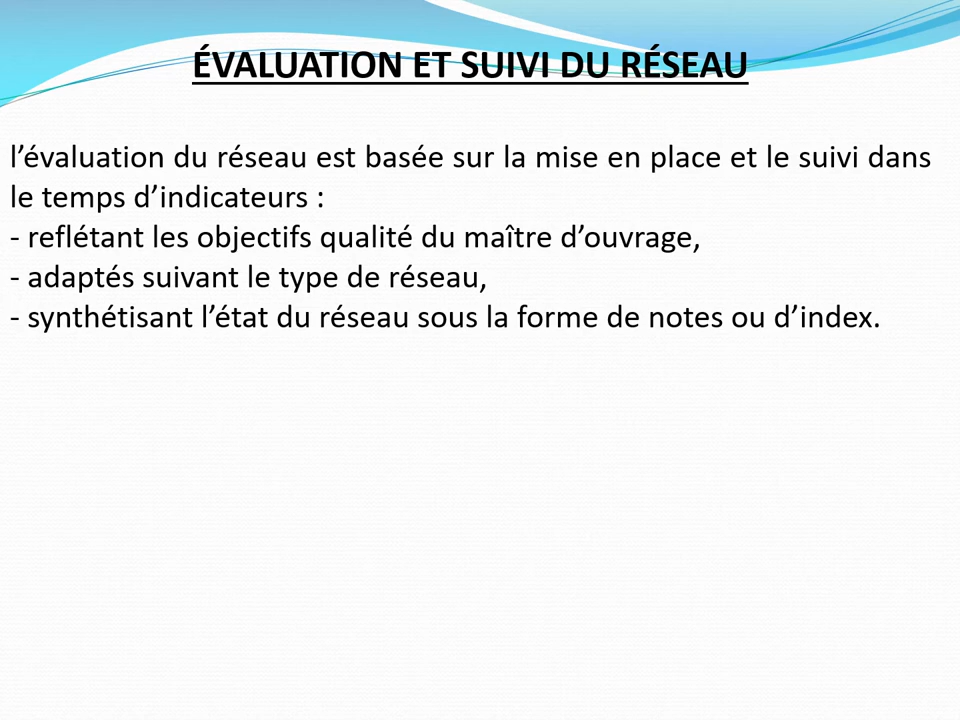 ÉVALUATION ET SUIVI DU RÉSEAU
l’évaluation du réseau est basée sur la mise en place et le suivi dans
le temps d’indicateurs :
- reflétant les objectifs qualité du maître d’ouvrage,
- adaptés suivant le type de réseau,
- synthétisant l’état du réseau sous la forme de notes ou d’index.